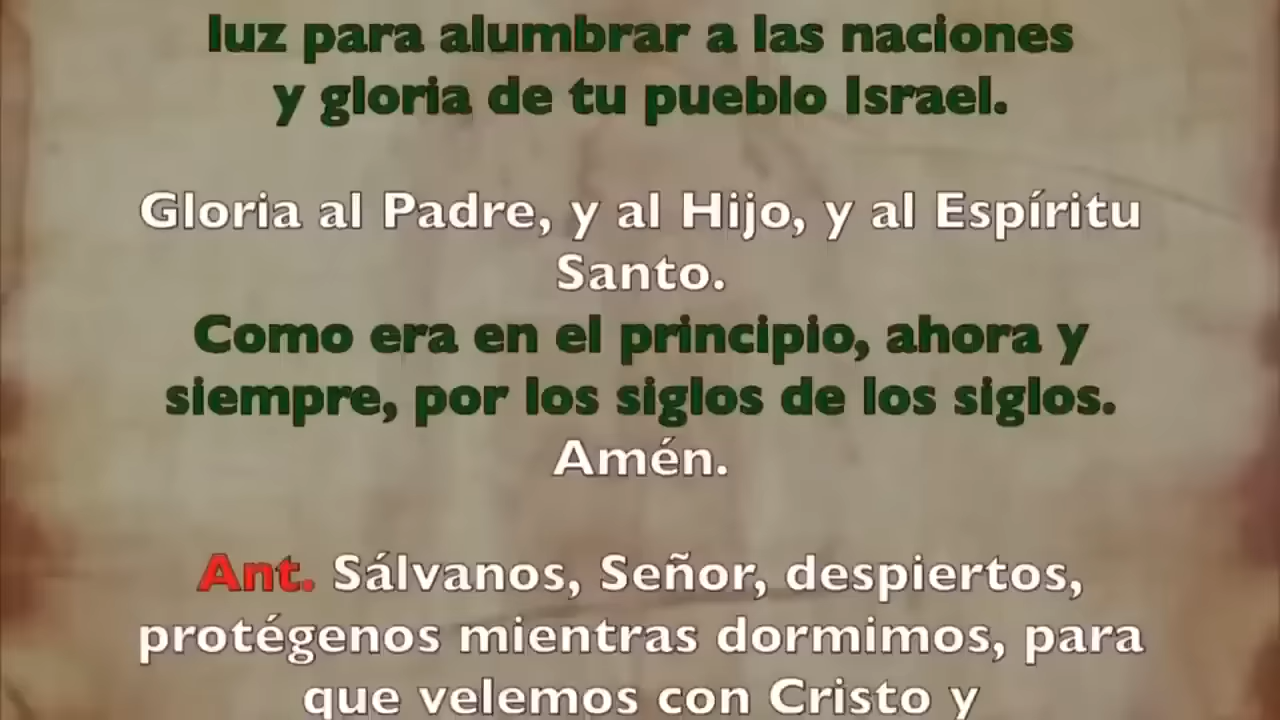 luz para alumbrar a las naciones
y gloria de tu pueblo Israel.
Gloria al Padre, y al Hijo, y al Espíritu
Santo.
Como era en el principio, ahora y
siempre, por los siglos de los siglos.
Amén.
Ant. Sálvanos, Señor, despiertos,
protégenos mientras dormimos, para
que velemos con Cristo y